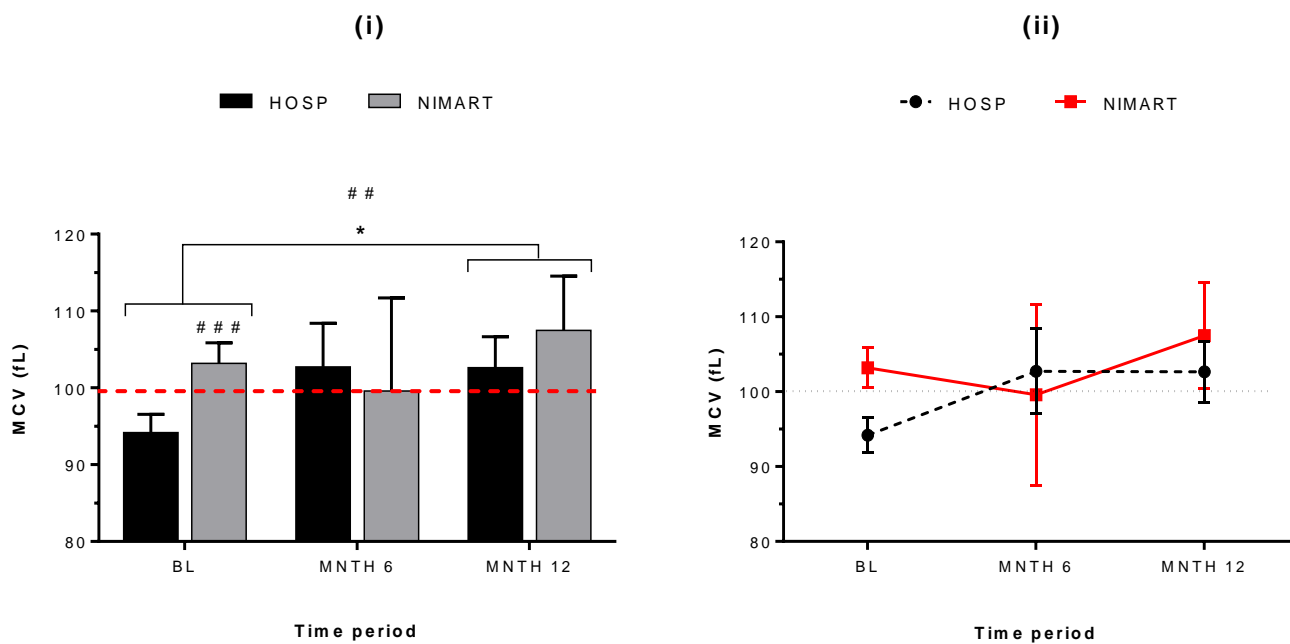 (i)
HOSP NIMART
# #
*
# # #
120
110
100
90
80
MCV (fL)
BL MNTH 6 MNTH 12
Time period
(ii)
HOSP NIMART
120
110
100
90
80
MCV (fL)
BL MNTH 6 MNTH 12
Time period